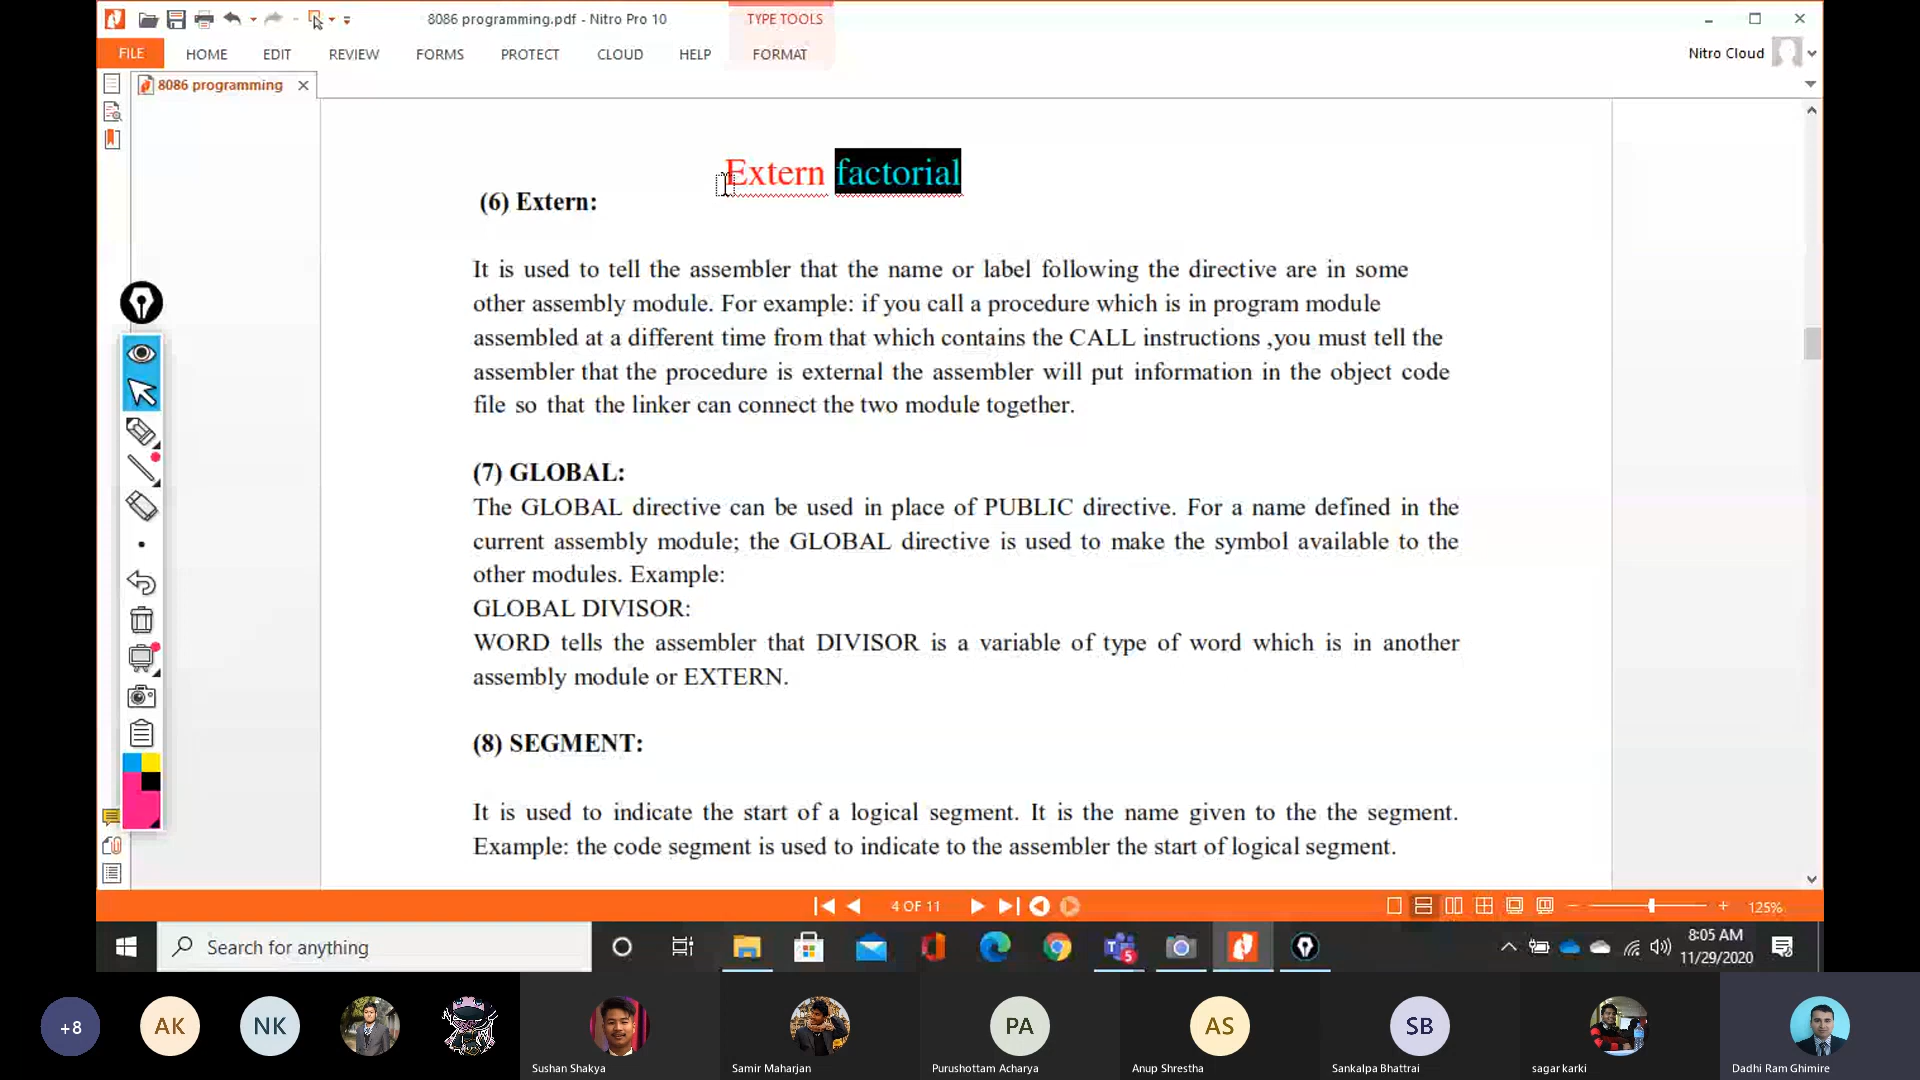 8086 programming.pdf - Nitro Pro 10
TYPE TOOLS
FILE HOME EDIT REVIEW FORMS PROTECT CLOUD HELP FORMAT
Nitro Cloud
8086 programming
Extern factorial
(6) Extern:
It is used to tell the assembler that the name or label following the directive are in some
other assembly module. For example: if you call a procedure which is in program module
assembled at a different time from that which contains the CALL instructions ,you must tell the
assembler that the procedure is external the assembler will put information in the object code
file so that the linker can connect the two module together.
(7) GLOBAL:
The GLOBAL directive can be used in place of PUBLIC directive. For a name defined in the
current assembly module; the GLOBAL directive is used to make the symbol available to the
other modules. Example:
GLOBAL DIVISOR:
WORD tells the assembler that DIVISOR is a variable of type of word which is in another
assembly module or EXTERN.
(8) SEGMENT:
It is used to indicate the start of a logical segment. It is the name given to the the segment.
Example: the code segment is used to indicate to the assembler the start of logical segment.
4 OF 11
125%
Search for anything
5
8:05 AM
11/29/2020
+8 AK NK PA AS SB
Sushan Shakya Samir Maharjan Purushottam Acharya Anup Shrestha Sankalpa Bhattrai sagar karki Dadhi Ram Ghimire